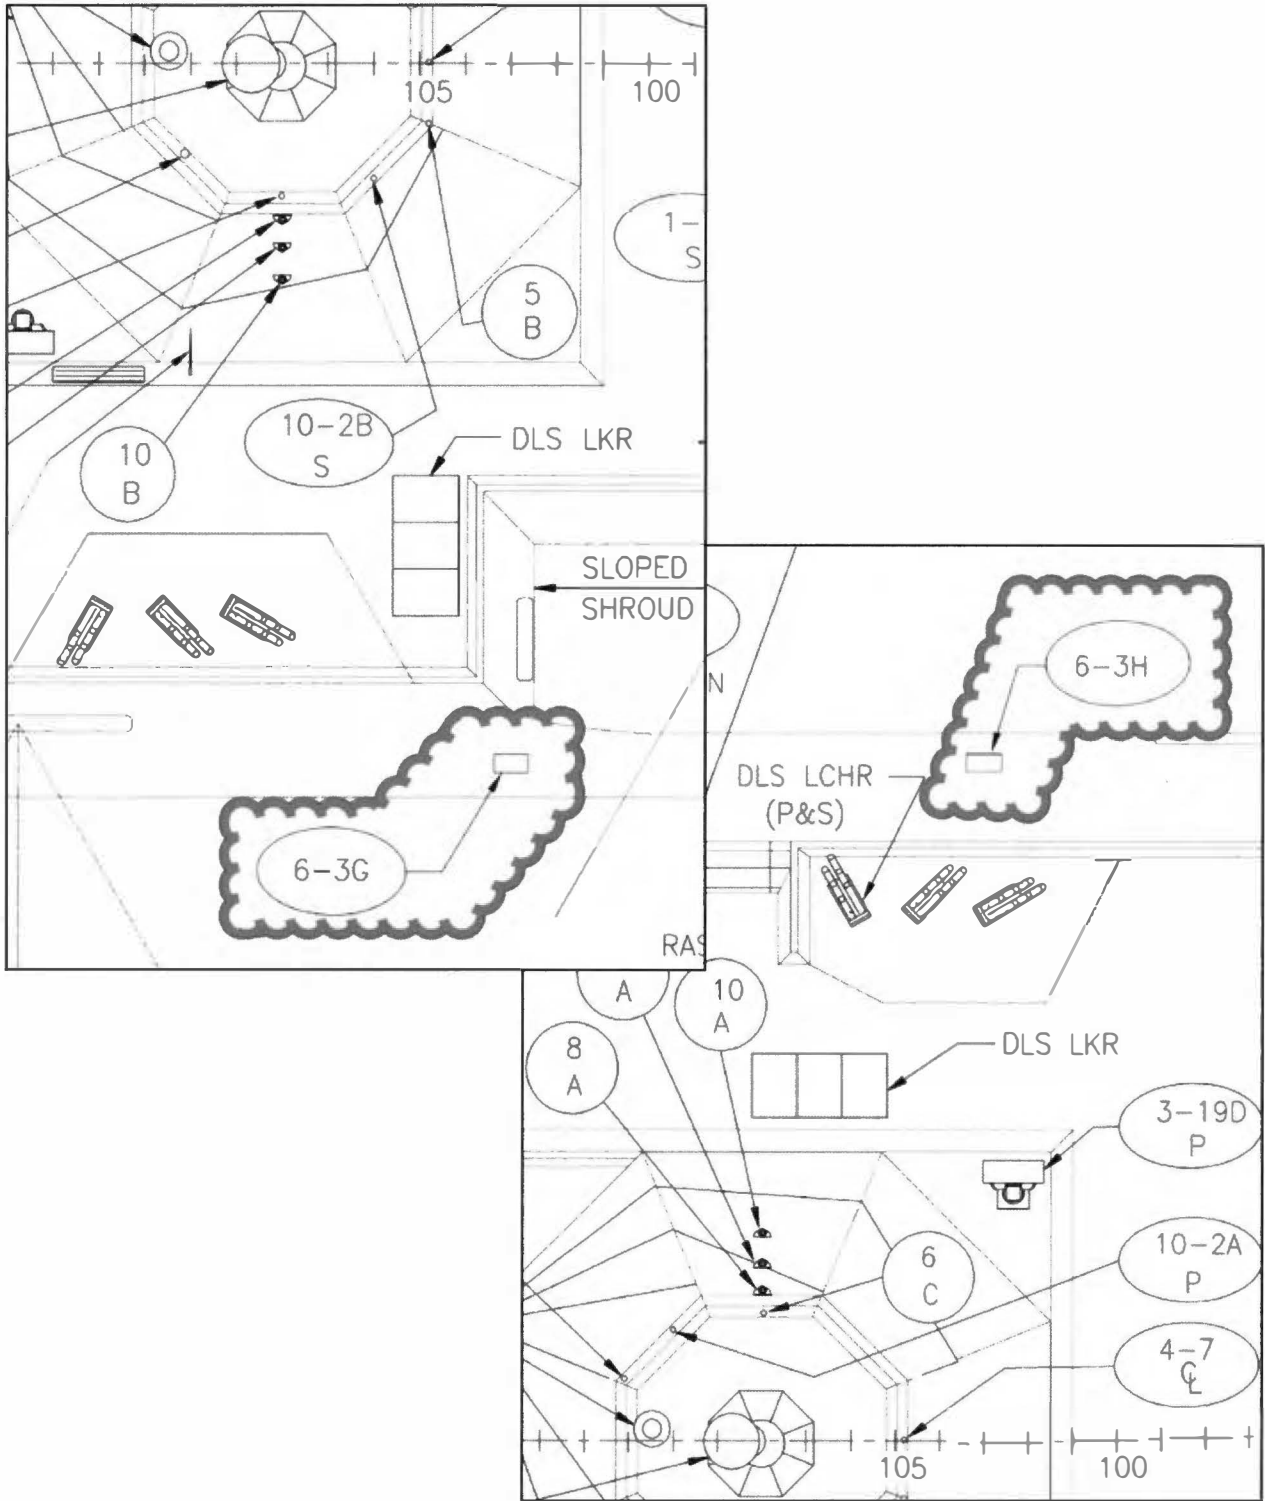 105
100
1-
S
5
B
10-2B
S
10
B
DLS LKR
SLOPED
SHROUD
6-3G
RAS
N
6-3H
DLS LCHR
(P&S)
A
10
A
8
A
DLS LKR
3-19D
P
10-2A
P
6
C
4-7
℄
105
100